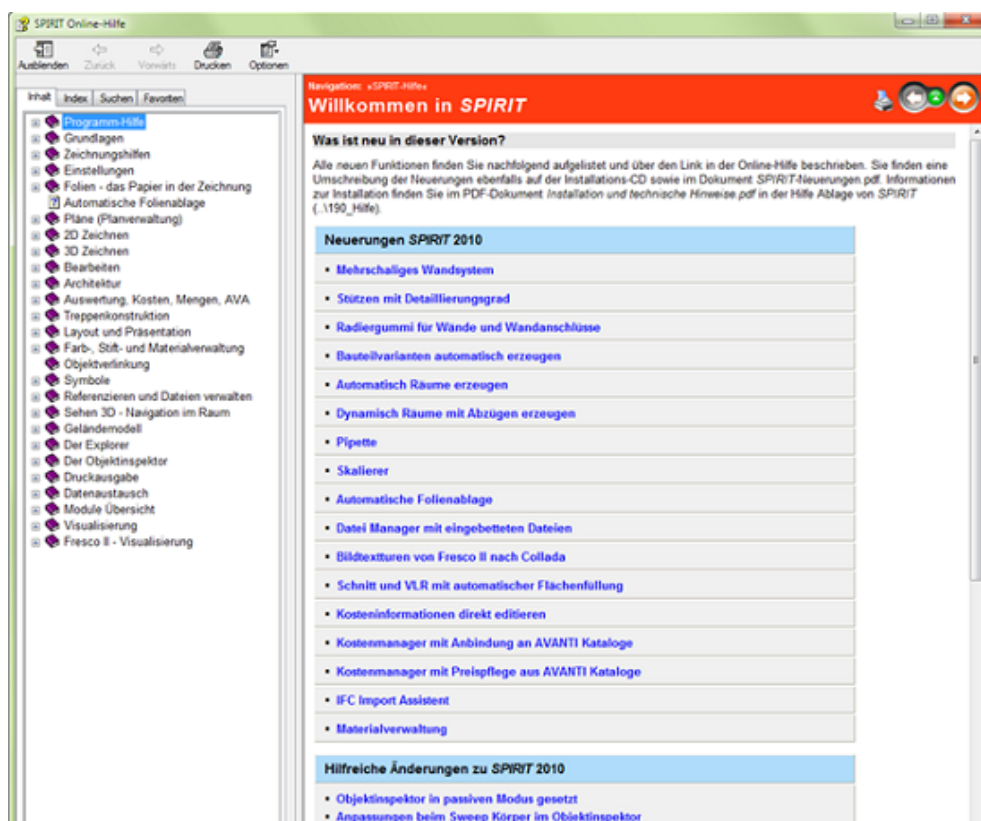 SPIRIT Online-Hilfe
Ausblenden Zurück Vorwärts Drucken Optionen
Inhalt Index Suchen Favoriten
Programm-Hilfe
Grundlagen
Zeichnungshilfen
Einstellungen
Folien - das Papier in der Zeichnung
Automatische Folienablage
Pläne (Planverwaltung)
2D Zeichnen
3D Zeichnen
Bearbeiten
Architektur
Auswertung, Kosten, Mengen, AVA
Treppenkonstruktion
Layout und Präsentation
Farb-, Stift- und Materialverwaltung
Objektverlinkung
Symbole
Referenzieren und Dateien verwalten
Sehen 3D - Navigation im Raum
Geländemodell
Der Explorer
Der Objektinspektor
Druckausgabe
Datenaustausch
Module Übersicht
Visualisierung
Fresco II - Visualisierung
Navigation: »SPIRIT-Hilfe«
Willkommen in SPIRIT
Was ist neu in dieser Version?
Alle neuen Funktionen finden Sie nachfolgend aufgelistet und über den Link in der Online-Hilfe beschrieben. Sie finden eine
Umschreibung der Neuerungen ebenfalls auf der Installations-CD sowie im Dokument SPIRIT-Neuerungen.pdf. Informationen
zur Installation finden Sie im PDF-Dokument Installation und technische Hinweise.pdf in der Hilfe Ablage von SPIRIT
(..\190_Hilfe).
Neuerungen SPIRIT 2010
▪ Mehrschaliges Wandsystem
▪ Stützen mit Detaillierungsgrad
▪ Radiergummi für Wände und Wandanschlüsse
▪ Bauteilvarianten automatisch erzeugen
▪ Automatisch Räume erzeugen
▪ Dynamisch Räume mit Abzügen erzeugen
▪ Pipette
▪ Skalierer
▪ Automatische Folienablage
▪ Datei Manager mit eingebetteten Dateien
▪ Bildtextturen von Fresco II nach Collada
▪ Schnitt und VLR mit automatischer Flächenfüllung
▪ Kosteninformationen direkt editieren
▪ Kostenmanager mit Anbindung an AVANTI Kataloge
▪ Kostenmanager mit Preispflege aus AVANTI Kataloge
▪ IFC Import Assistent
▪ Materialverwaltung
Hilfreiche Änderungen zu SPIRIT 2010
▪ Objektinspektor in passiven Modus gesetzt
▪ Anpassungen beim Sweep Körper im Objektinspektor